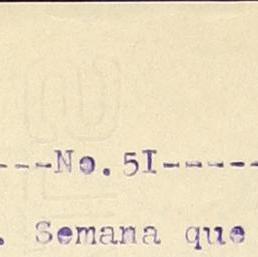 ---No.5I-----
. Semana que